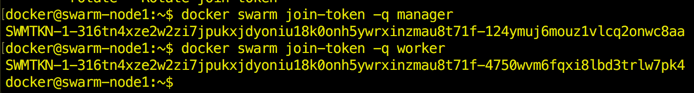 docker@swarm-node1:~$ docker swarm join-token -q manager
SWMTKN-1-316tn4xze2w2zi7jpukxjdyoniu18k0onh5ywrxinzmau8t71f-124ymuj6mouz1vlcq2onwc8aa
docker@swarm-node1:~$ docker swarm join-token -q worker
SWMTKN-1-316tn4xze2w2zi7jpukxjdyoniu18k0onh5ywrxinzmau8t71f-4750wvm6fqxi8lbd3trlw7pk4
docker@swarm-node1:~$